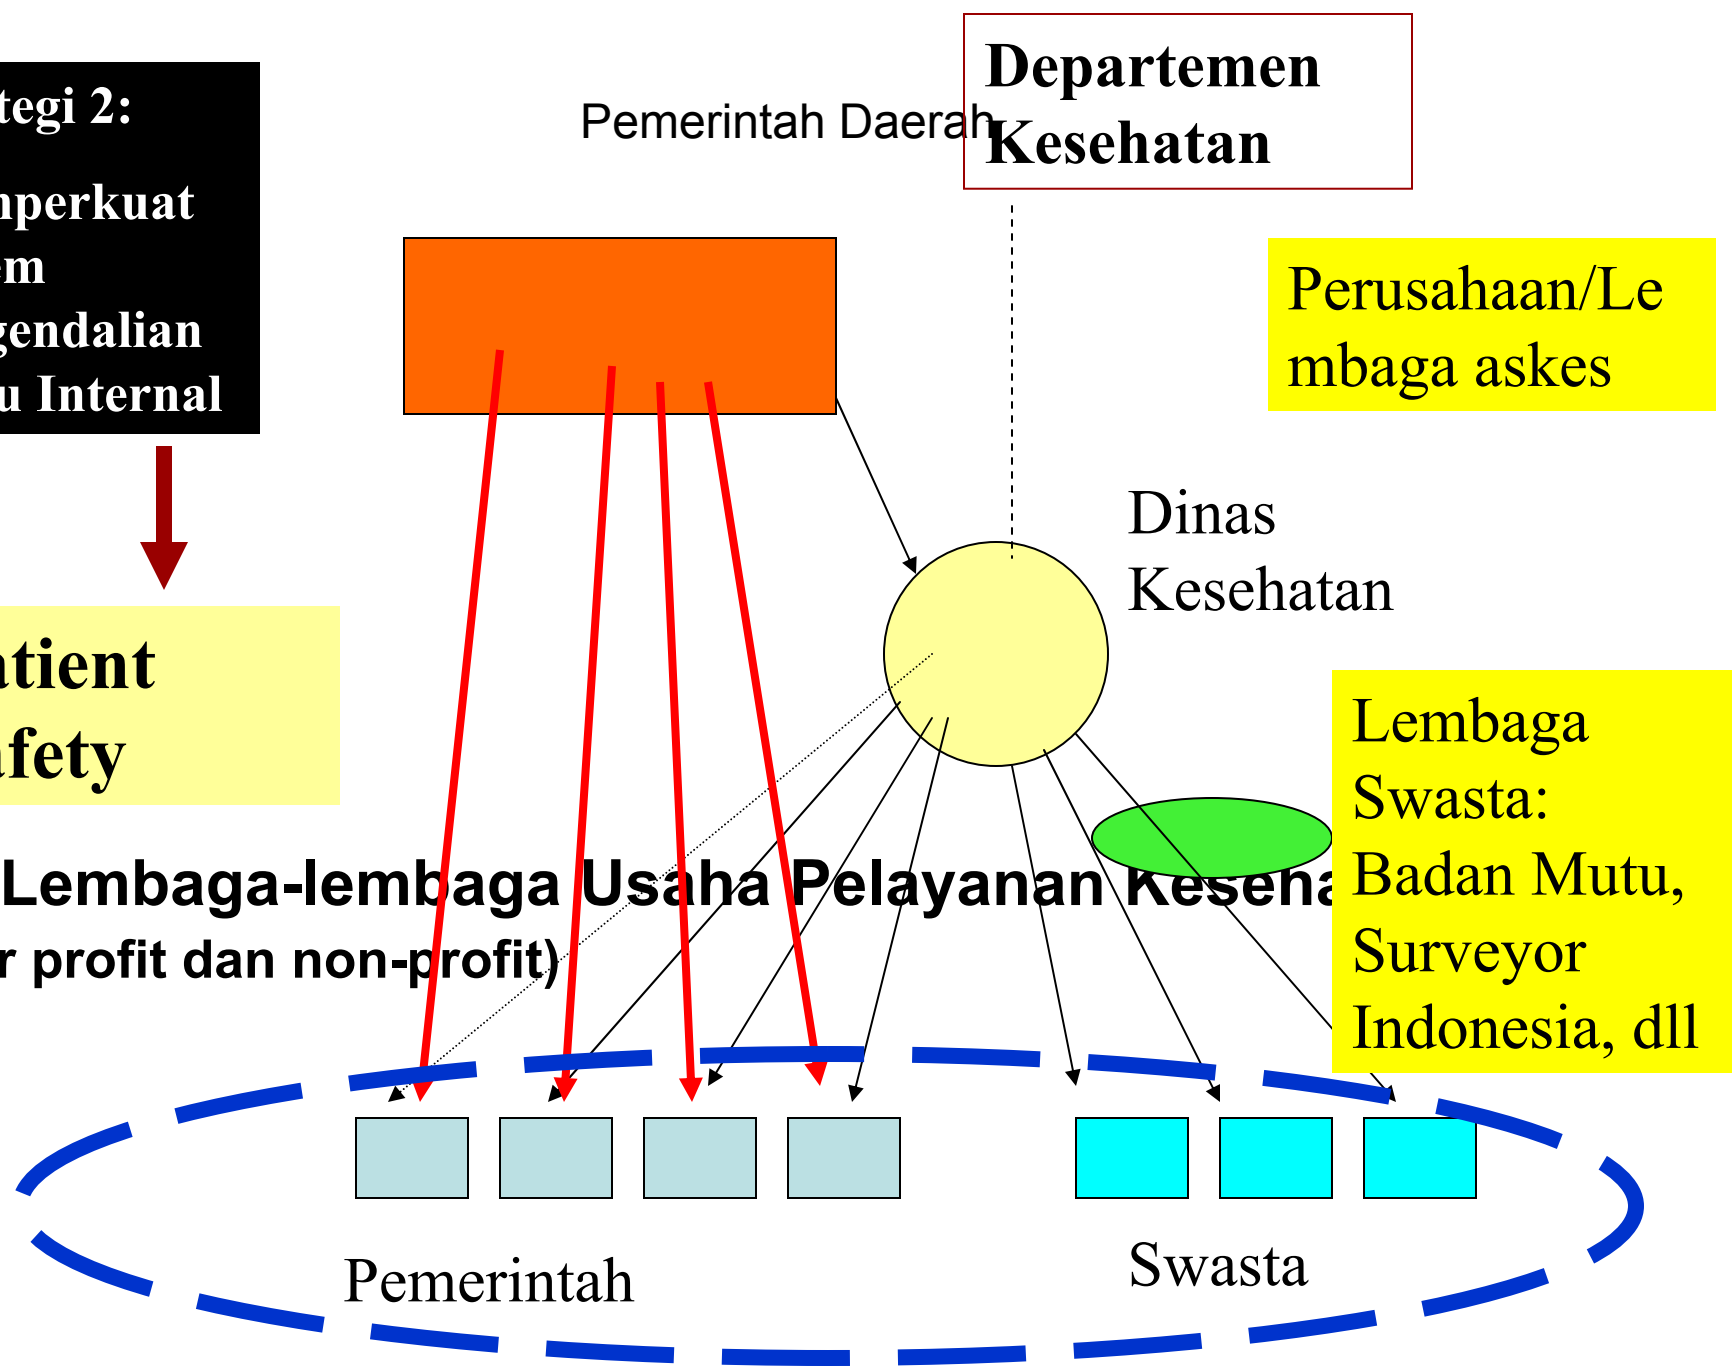 Departemen
Kesehatan
Pemerintah Daerah
tegi 2:
nperkuat
em
gendalian
u Internal
Perusahaan/Le
mbaga askes
Dinas
Kesehatan
atient
afety
Lembaga
Swasta:
Badan Mutu,
Surveyor
Indonesia, dll
Lembaga-lembaga Usaha Pelayanan Keseha
r profit dan non-profit)
Pemerintah
Swasta